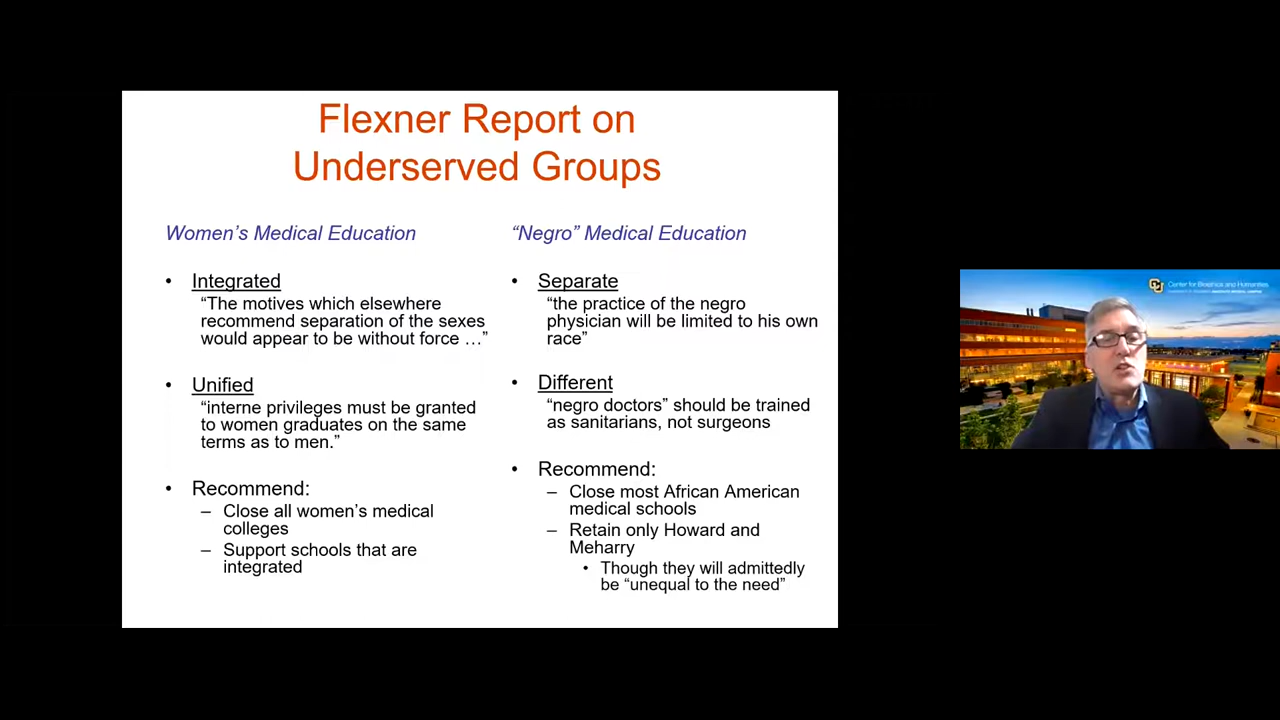 Flexner Report on
Underserved Groups
Women's Medical Education
• Integrated
“The motives which elsewhere
recommend separation of the sexes
would appear to be without force …”
• Unified
“interne privileges must be granted
to women graduates on the same
terms as to men.”
• Recommend:
– Close all women's medical
colleges
– Support schools that are
integrated
“Negro” Medical Education
• Separate
“the practice of the negro
physician will be limited to his own
race”
• Different
“negro doctors” should be trained
as sanitarians, not surgeons
• Recommend:
– Close most African American
medical schools
– Retain only Howard and
Meharry
• Though they will admittedly
be “unequal to the need”
Center for Bioethics and Humanities